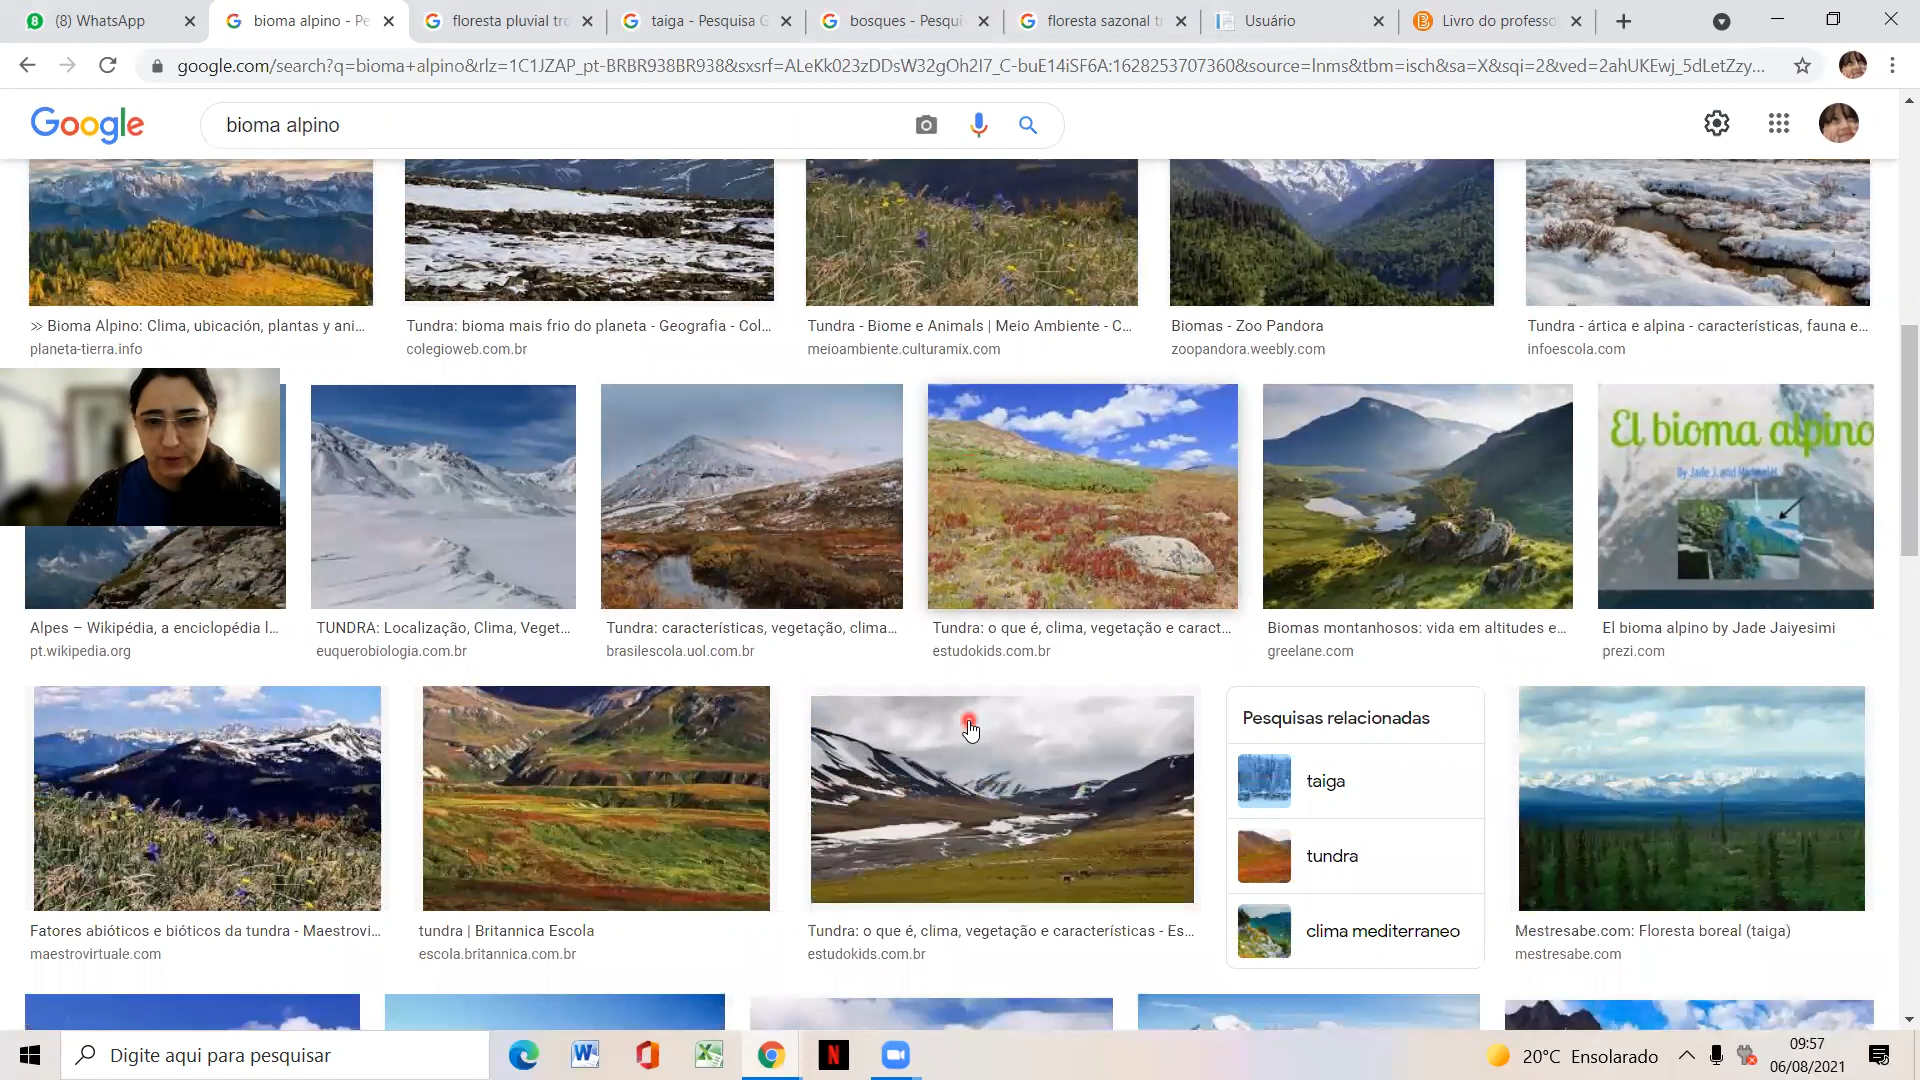 (8) WhatsApp
bioma alpino - Pe
floresta pluvial tro
taiga - Pesquisa G
bosques - Pesqui
floresta sazonal t
Usuário
Livro do professo
google.com/search?q=bioma+alpino&rlz=1C1JZAP_pt-BRBR938BR938&sxsrf=ALeKk023zDDsW32gOh2I7_C-buE14iSF6A:1628253707360&source=lnms&tbm=isch&sa=X&sqi=2&ved=2ahUKEwj_5dLetZzy...
Google
bioma alpino
>> Bioma Alpino: Clima, ubicación, plantas y ani...
planeta-tierra.info
Tundra: bioma mais frio do planeta - Geografia - Col...
colegioweb.com.br
Tundra - Biome e Animals | Meio Ambiente - C...
meioambiente.culturamix.com
Biomas - Zoo Pandora
zoopandora.weebly.com
Tundra - ártica e alpina - características, fauna e...
infoescola.com
El bioma alpino
By Jade J. and
Alpes – Wikipédia, a enciclopédia l...
pt.wikipedia.org
TUNDRA: Localização, Clima, Veget...
euquerobiologia.com.br
Tundra: características, vegetação, clima...
brasilescola.uol.com.br
Tundra: o que é, clima, vegetação e caract...
estudokids.com.br
Biomas montanhosos: vida em altitudes e...
greelane.com
El bioma alpino by Jade Jaiyesimi
prezi.com
Pesquisas relacionadas
taiga
tundra
clima mediterraneo
Fatores abióticos e bióticos da tundra - Maestrovi...
maestrovirtuale.com
tundra | Britannica Escola
escola.britannica.com.br
Tundra: o que é, clima, vegetação e características - Es...
estudokids.com.br
Mestresabe.com: Floresta boreal (taiga)
mestresabe.com
Digite aqui para pesquisar
20°C Ensolarado
09:57
06/08/2021